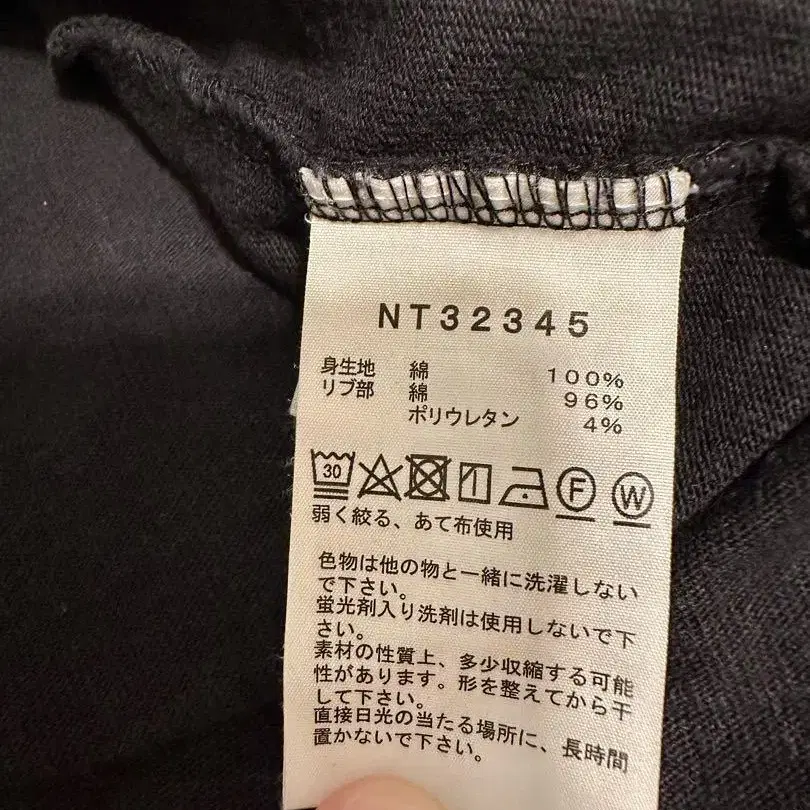 NT32345
身生地 綿 100%
リブ部 綿 96%
ポリウレタン 4%
30 F W
弱く絞る、あて布使用
色物は他の物と一緒に洗濯しない
で下さい。
蛍光剤入り洗剤は使用しないで下
さい。
素材の性質上、多少収縮する可能
性があります。形を整えてから干
して下さい。
直接日光の当たる場所に、長時間
置かないで下さい。